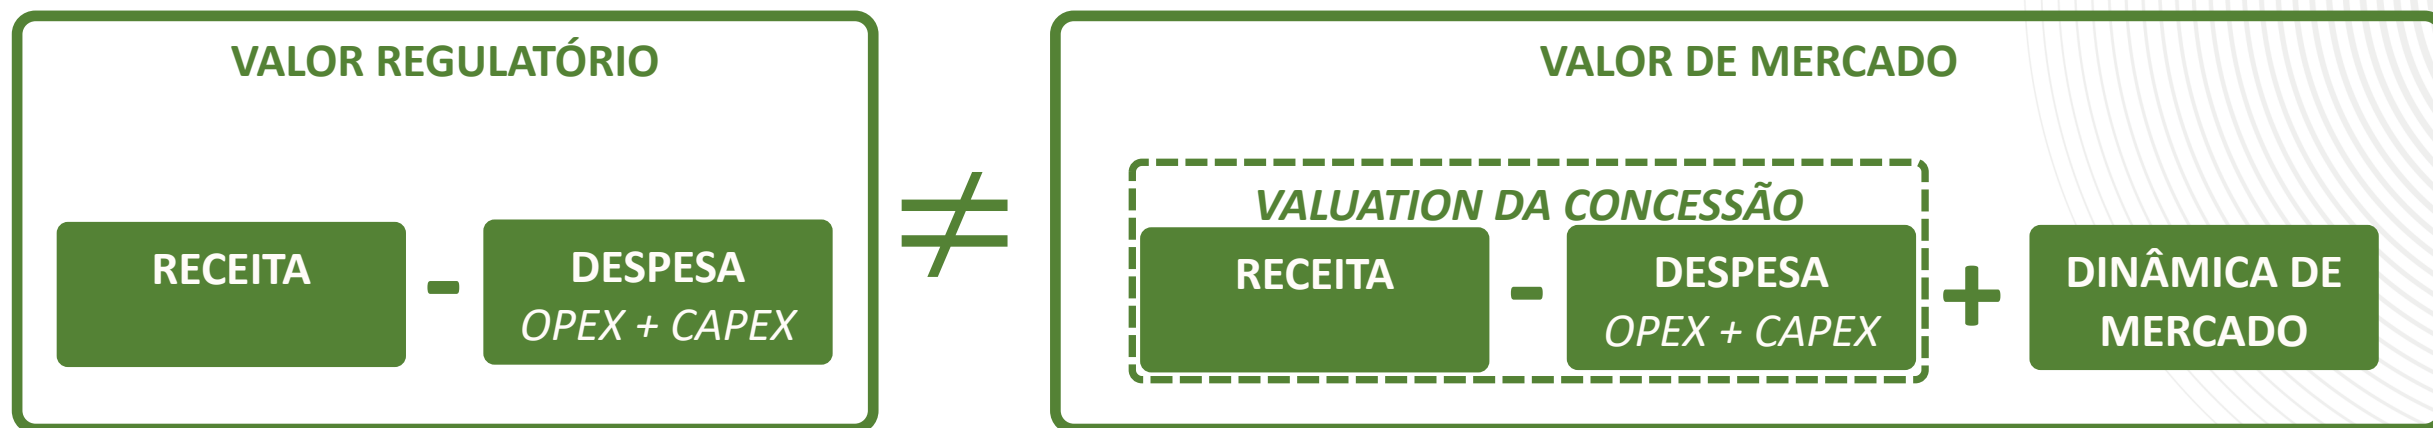 VALOR REGULATÓRIO
RECEITA
-
DESPESA
OPEX + CAPEX
≠
VALOR DE MERCADO
VALUATION DA CONCESSÃO
RECEITA
-
DESPESA
OPEX + CAPEX
+
DINÂMICA DE
MERCADO